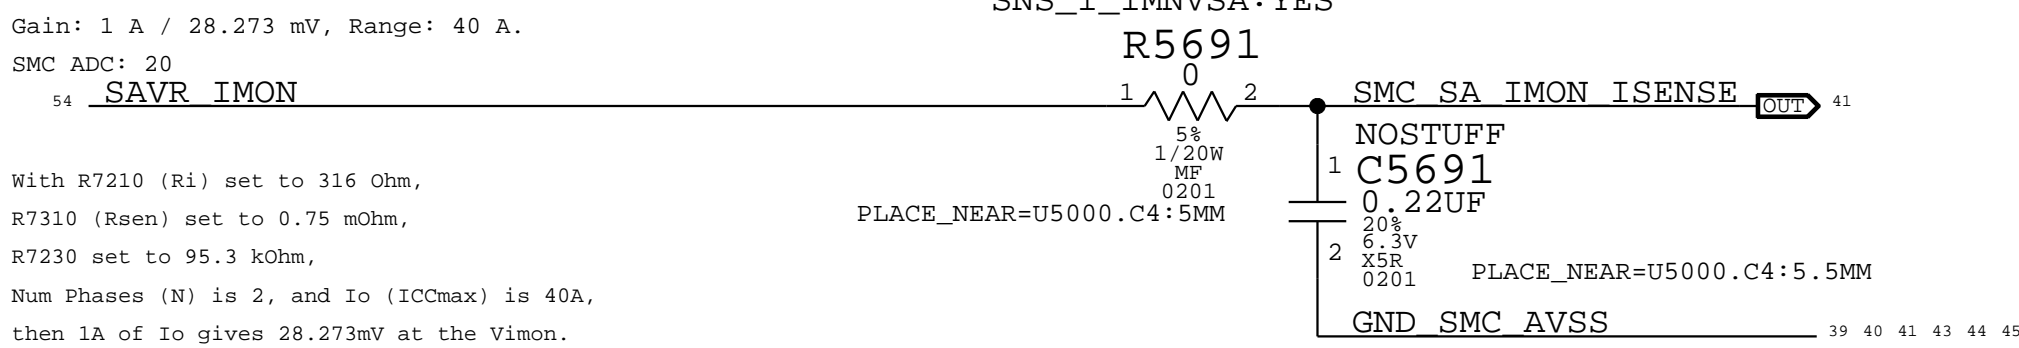 SNS_I_IMNVSA:YES
Gain: 1 A / 28.273 mV, Range: 40 A.
SMC ADC: 20
54 SAVR_IMON
R5691
0
1 2
5%
1/20W
MF
0201
PLACE_NEAR=U5000.C4:5MM
SMC_SA_IMON_ISENSE OUT 41
NOSTUFF
1 C5691
0.22UF
20%
6.3V
2 X5R
0201
PLACE_NEAR=U5000.C4:5.5MM
GND_SMC_AVSS 39 40 41 43 44 45
With R7210 (Ri) set to 316 Ohm,
R7310 (Rsen) set to 0.75 mOhm,
R7230 set to 95.3 kOhm,
Num Phases (N) is 2, and Io (ICCmax) is 40A,
then 1A of Io gives 28.273mV at the Vimon.